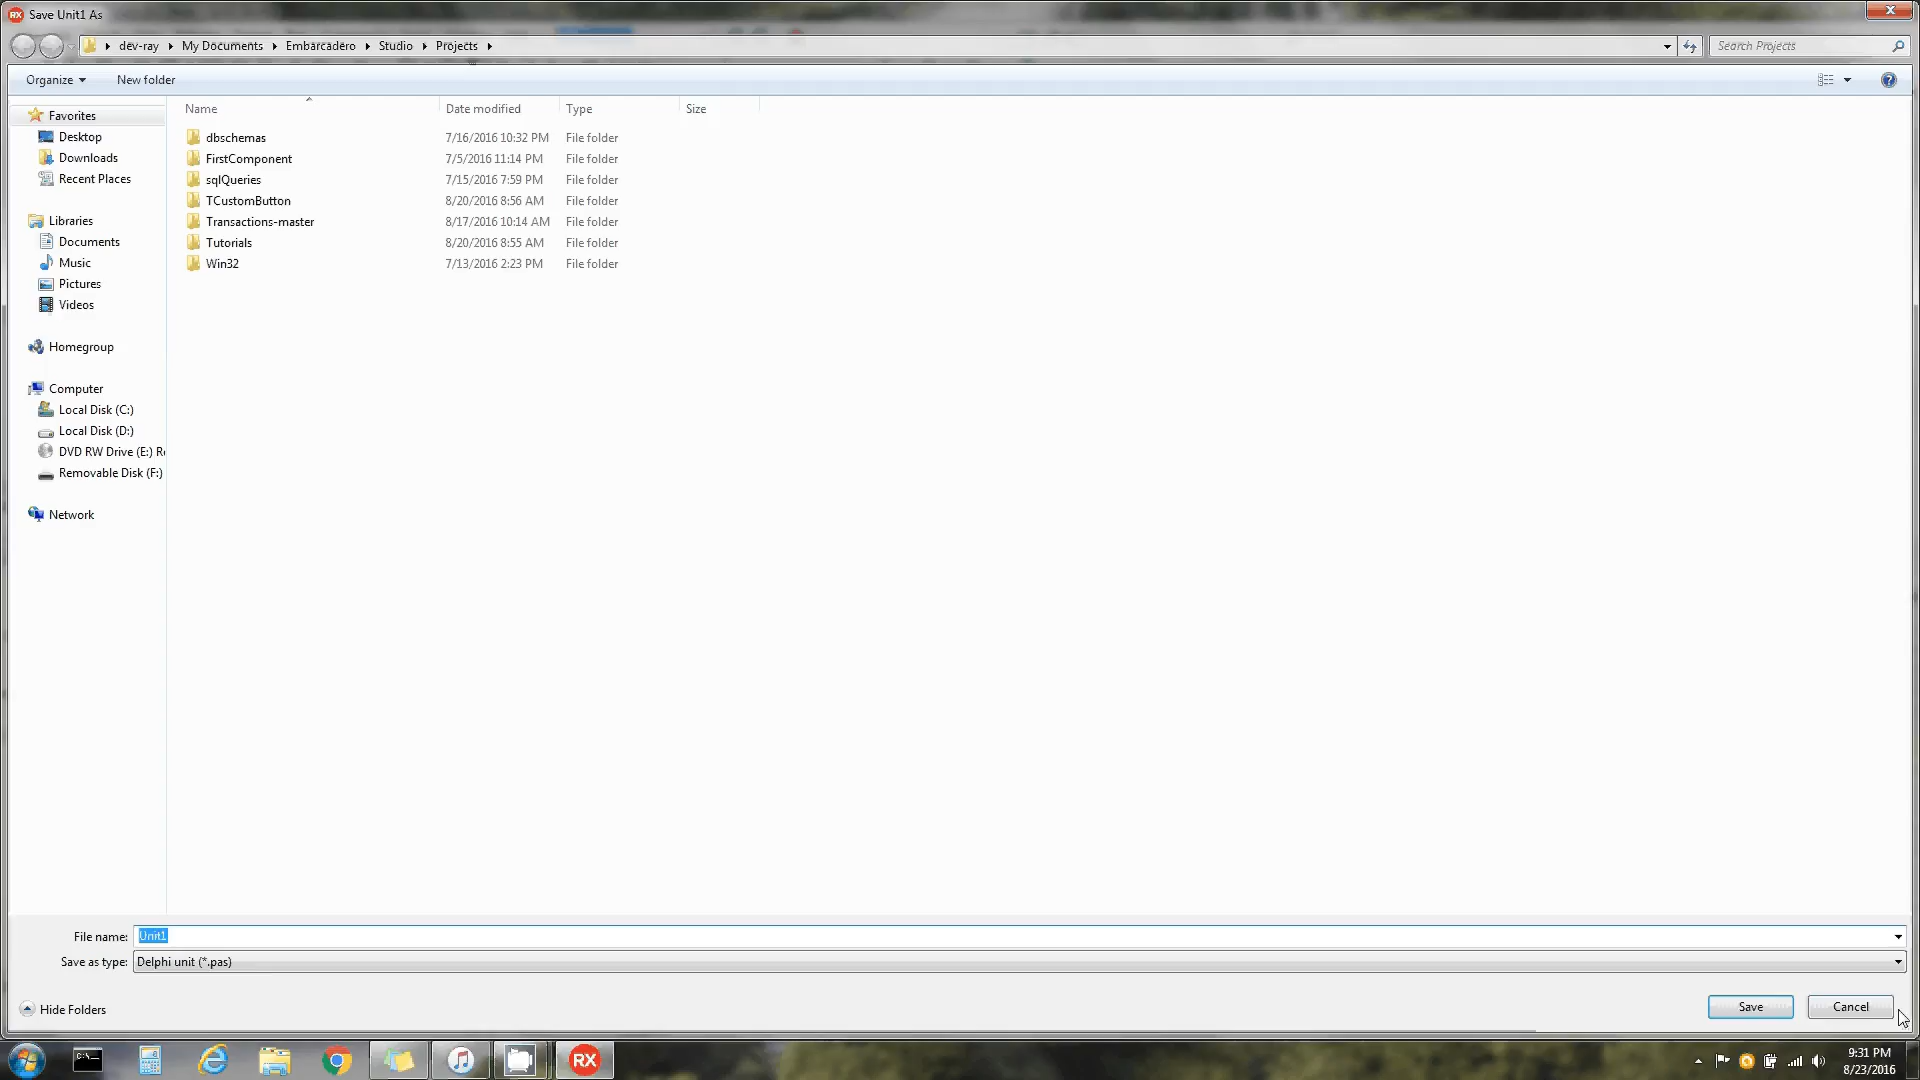 RX Save Unit1 As
dev-ray My Documents Embarcadero Studio Projects
Search Projects
Organize New folder
Name Date modified Type Size
dbschemas 7/16/2016 10:32 PM File folder
FirstComponent 7/5/2016 11:14 PM File folder
sqlQueries 7/15/2016 7:59 PM File folder
TCustomButton 8/20/2016 8:56 AM File folder
Transactions-master 8/17/2016 10:14 AM File folder
Tutorials 8/20/2016 8:55 AM File folder
Win32 7/13/2016 2:23 PM File folder
Favorites
Desktop
Downloads
Recent Places
Libraries
Documents
Music
Pictures
Videos
Homegroup
Computer
Local Disk (C:)
Local Disk (D:)
DVD RW Drive (E:) R
Removable Disk (F:)
Network
File name: Unit1
Save as type: Delphi unit (*.pas)
Hide Folders
Save Cancel
C:\
RX
9:31 PM
8/23/2016